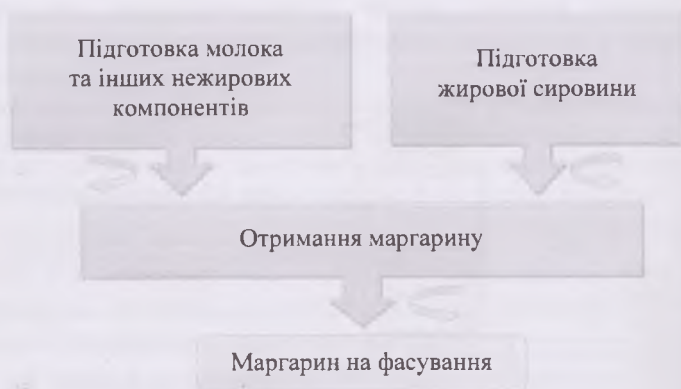 Підготовка молока
та інших нежирових
компонентів
Підготовка
жирової сировини
Отримання маргарину
Маргарин на фасування